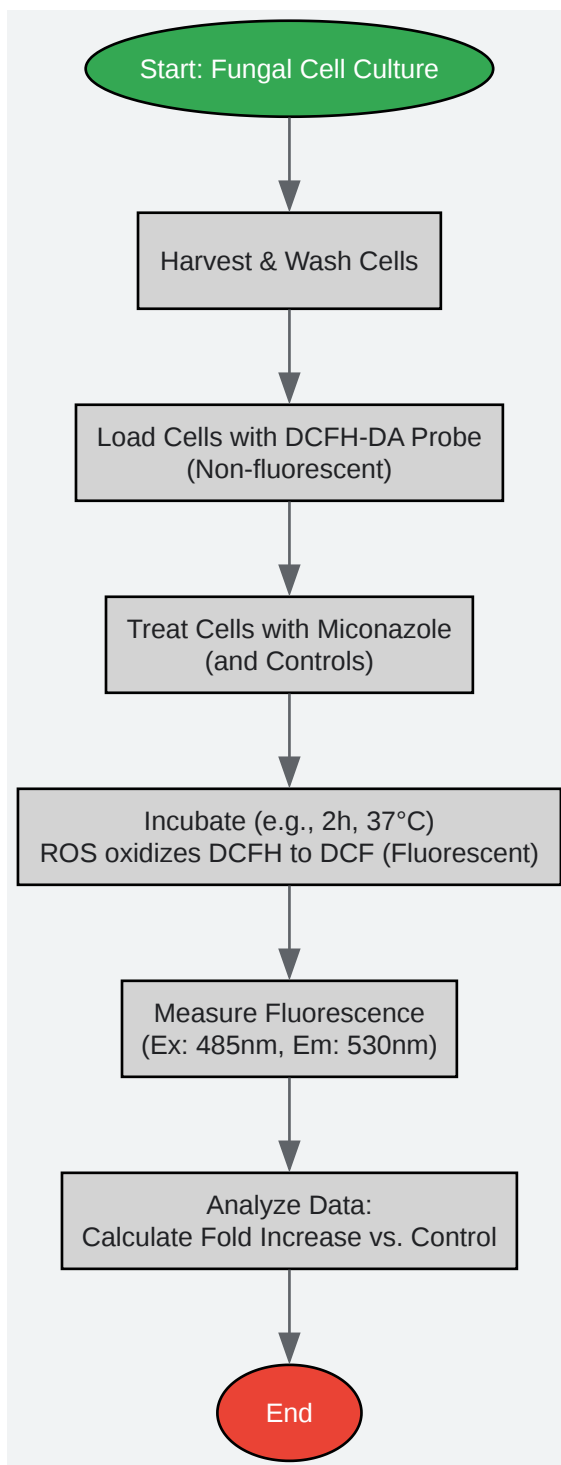 Start: Fungal Cell Culture
Harvest & Wash Cells
Load Cells with DCFH-DA Probe
(Non-fluorescent)
Treat Cells with Miconazole
(and Controls)
Incubate (e.g., 2h, 37°C)
ROS oxidizes DCFH to DCF (Fluorescent)
Measure Fluorescence
(Ex: 485nm, Em: 530nm)
Analyze Data:
Calculate Fold Increase vs. Control
End